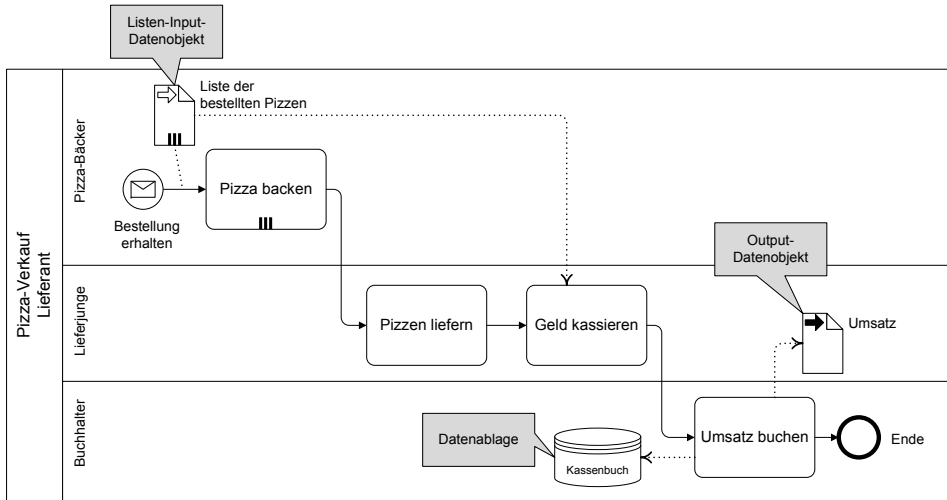 Listen-Input-
Datenobjekt
Liste der
bestellten Pizzen
Pizza-Bäcker
Pizza backen
Bestellung
erhalten
Pizza-Verkauf
Lieferant
Output-
Datenobjekt
Lieferjunge
Pizzen liefern
Geld kassieren
Umsatz
Buchhalter
Datenablage
Kassenbuch
Umsatz buchen
Ende